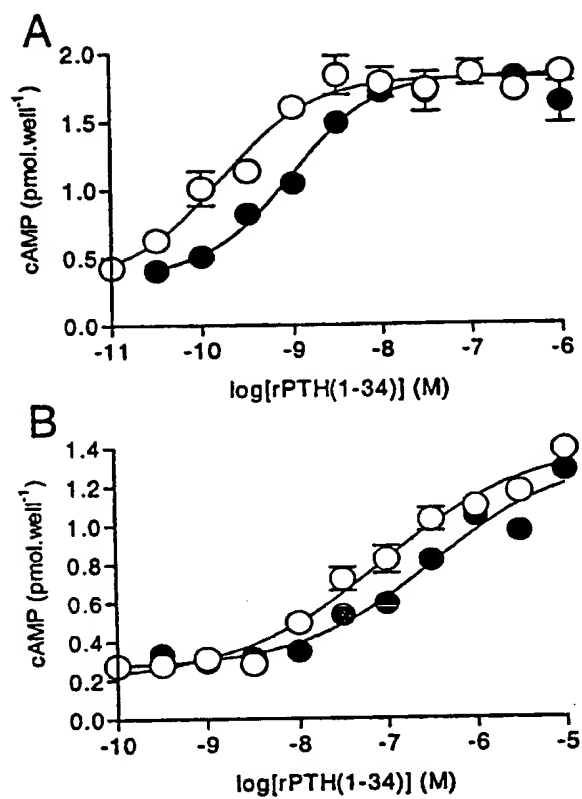 A
cAMP (pmol.well-1)
2.0
1.5
1.0
0.5
0.0
-11 -10 -9 -8 -7 -6
log[rPTH(1-34)] (M)
B
cAMP (pmol.well-1)
1.4
1.2
1.0
0.8
0.6
0.4
0.2
0.0
-10 -9 -8 -7 -6 -5
log[rPTH(1-34)] (M)